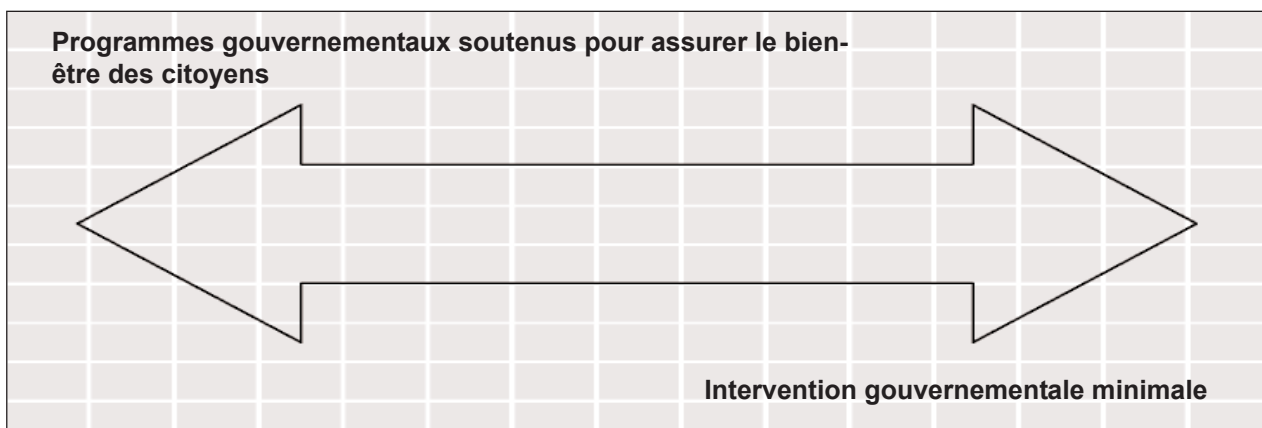 Programmes gouvernementaux soutenus pour assurer le bien-
être des citoyens
Intervention gouvernementale minimale